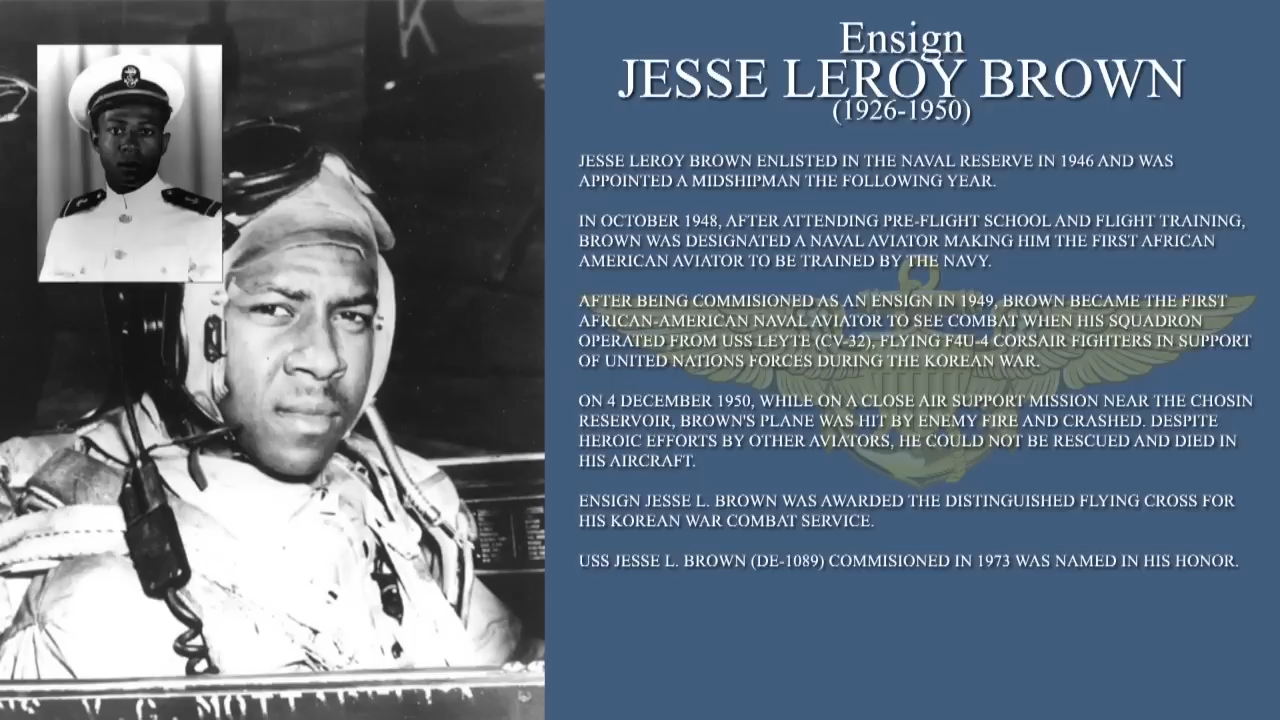 Ensign
JESSE LEROY BROWN
(1926-1950)
JESSE LEROY BROWN ENLISTED IN THE NAVAL RESERVE IN 1946 AND WAS
APPOINTED A MIDSHIPMAN THE FOLLOWING YEAR.
IN OCTOBER 1948, AFTER ATTENDING PRE-FLIGHT SCHOOL AND FLIGHT TRAINING,
BROWN WAS DESIGNATED A NAVAL AVIATOR MAKING HIM THE FIRST AFRICAN
AMERICAN AVIATOR TO BE TRAINED BY THE NAVY.
AFTER BEING COMMISIONED AS AN ENSIGN IN 1949, BROWN BECAME THE FIRST
AFRICAN-AMERICAN NAVAL AVIATOR TO SEE COMBAT WHEN HIS SQUADRON
OPERATED FROM USS LEYTE (CV-32), FLYING F4U-4 CORSAIR FIGHTERS IN SUPPORT
OF UNITED NATIONS FORCES DURING THE KOREAN WAR.
ON 4 DECEMBER 1950, WHILE ON A CLOSE AIR SUPPORT MISSION NEAR THE CHOSIN
RESERVOIR, BROWN'S PLANE WAS HIT BY ENEMY FIRE AND CRASHED. DESPITE
HEROIC EFFORTS BY OTHER AVIATORS, HE COULD NOT BE RESCUED AND DIED IN
HIS AIRCRAFT.
ENSIGN JESSE L. BROWN WAS AWARDED THE DISTINGUISHED FLYING CROSS FOR
HIS KOREAN WAR COMBAT SERVICE.
USS JESSE L. BROWN (DE-1089) COMMISIONED IN 1973 WAS NAMED IN HIS HONOR.
K
V. G. MOTT